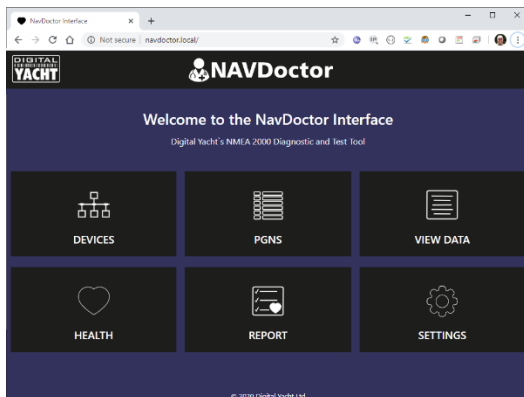 NavDoctor Interface
Not secure navdoctor.local/
DIGITAL
YACHT
NAVDoctor
Welcome to the NavDoctor Interface
Digital Yacht's NMEA 2000 Diagnostic and Test Tool
DEVICES
PGNS
VIEW DATA
HEALTH
REPORT
SETTINGS
© 2020 Digital Yacht Ltd